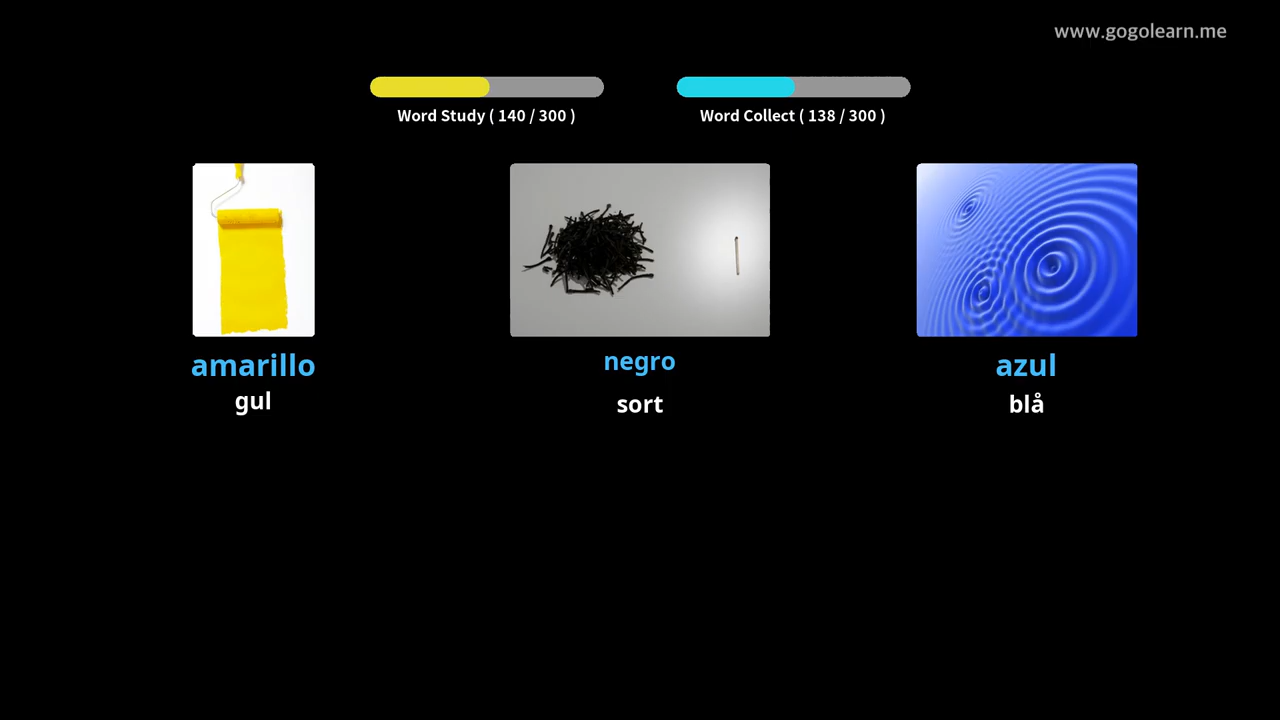 www.gogolearn.me
Word Study ( 140 / 300 )
Word Collect ( 138 / 300 )
amarillo
gul
negro
sort
azul
blå